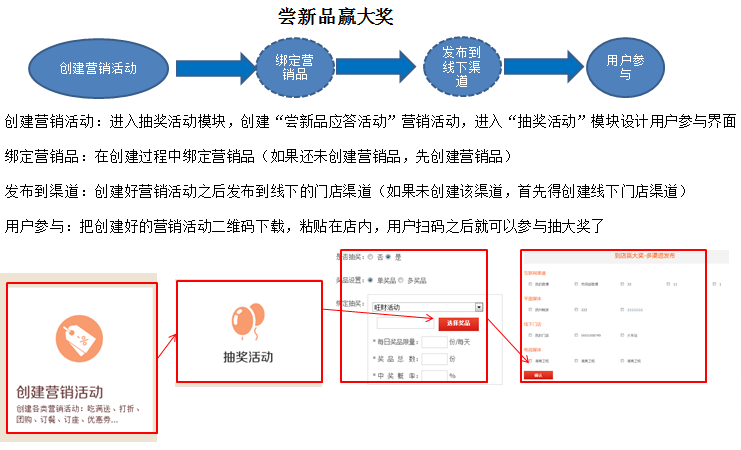 尝新品赢大奖
创建营销活动
绑定营
销品
发布到
线下渠
道
用户参
与
创建营销活动：进入抽奖活动模块，创建“尝新品应答活动”营销活动，进入“抽奖活动”模块设计用户参与界面
绑定营销品：在创建过程中绑定营销品（如果还未创建营销品，先创建营销品）
发布到渠道：创建好营销活动之后发布到线下的门店渠道（如果未创建该渠道，首先得创建线下门店渠道）
用户参与：把创建好的营销活动二维码下载，粘贴在店内，用户扫码之后就可以参与抽大奖了
创建营销活动
创建各类营销活动：吃满送、打折、
团购、订餐、订座、优惠券...
抽奖活动
是否抽奖： 否 是
奖品设置： 单奖品 多奖品
绑定抽奖：
旺财活动
选择奖品
* 每日奖品限量： 份/每天
* 奖 品 总 数： 份
* 中 奖 概 率： %
到店品大奖-多渠道发布
线下门店
确认